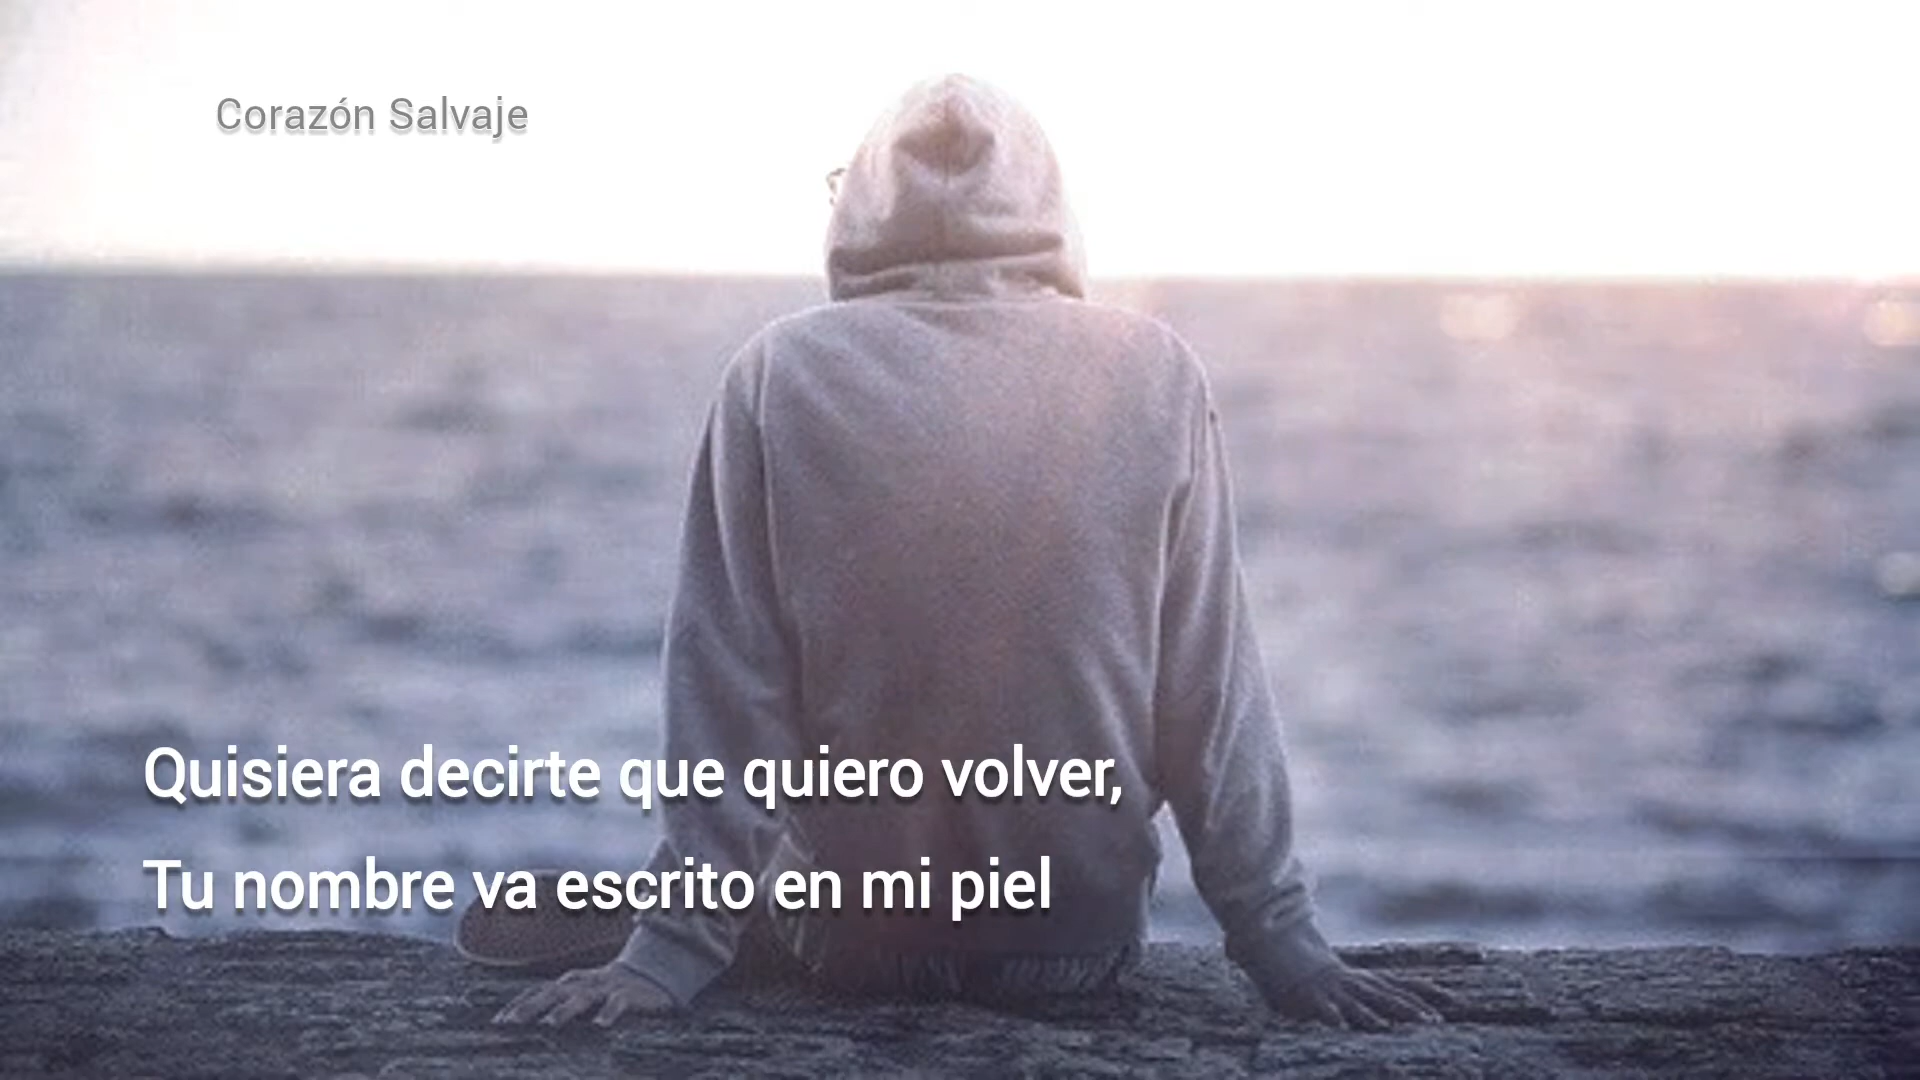 Corazón Salvaje
Quisiera decirte que quiero volver,
Tu nombre va escrito en mi piel